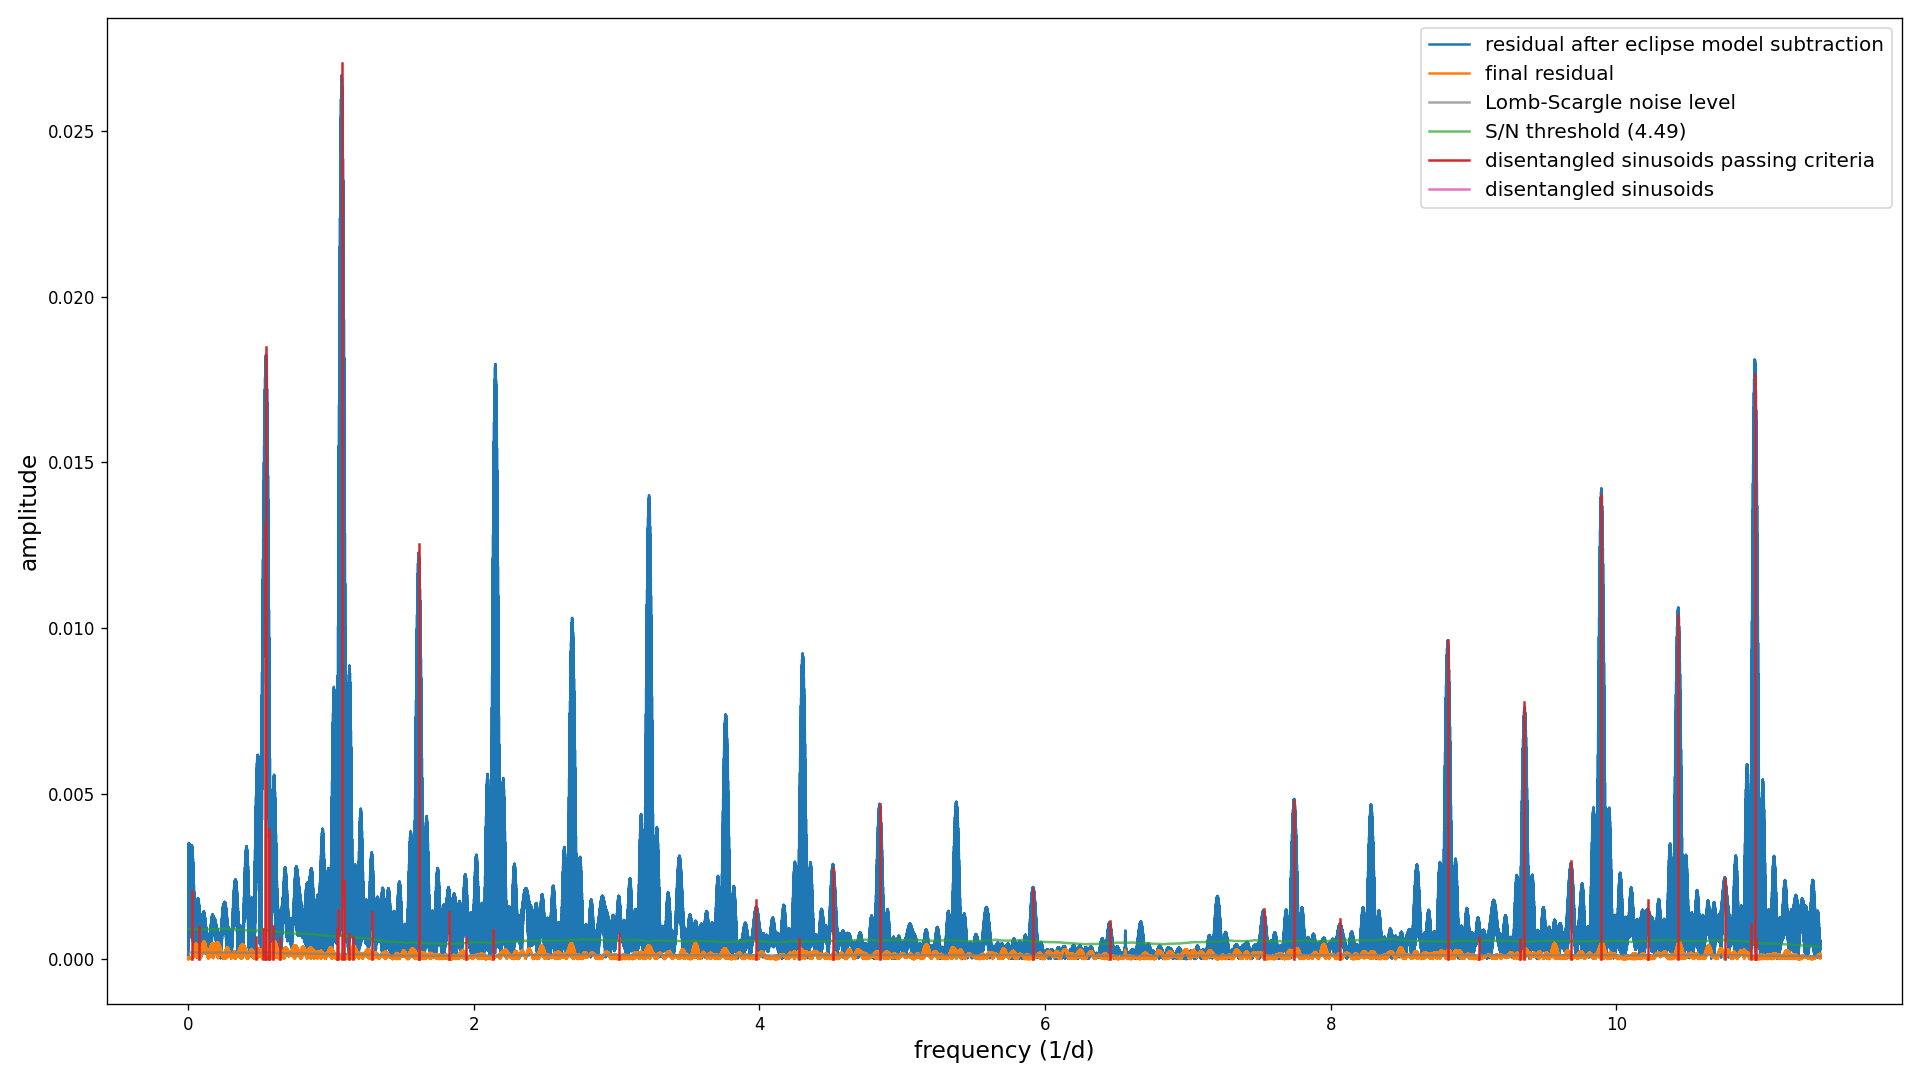 residual after eclipse model subtraction
final residual
Lomb-Scargle noise level
S/N threshold (4.49)
disentangled sinusoids passing criteria
disentangled sinusoids
0.025
0.020
0.015
0.010
0.005
0.000
amplitude
0 2 4 6 8 10
frequency (1/d)